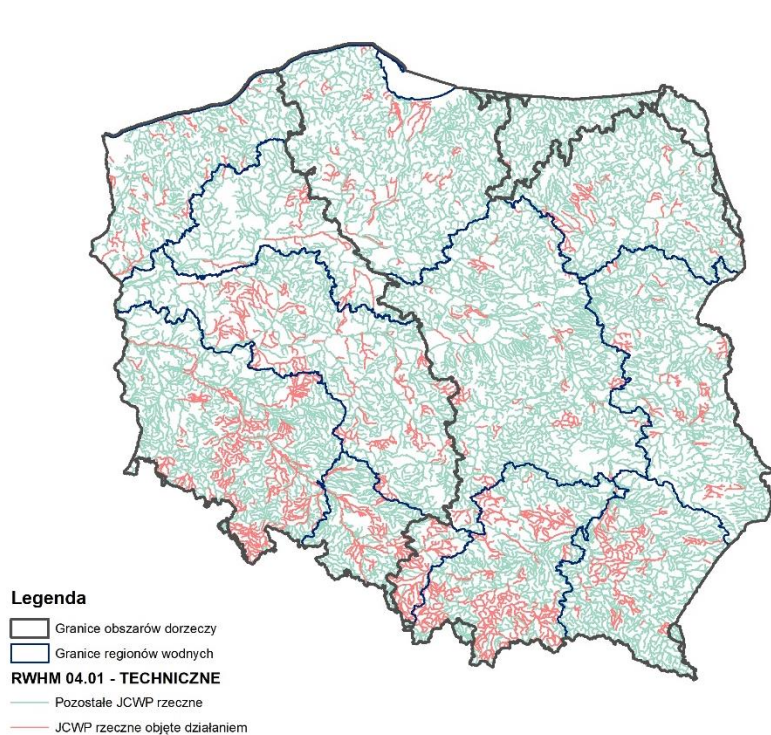 Legenda
Granice obszarów dorzeczy
Granice regionów wodnych
RWHM 04.01 - TECHNICZNE
Pozostałe JCWP rzeczne
JCWP rzeczne objęte działaniem